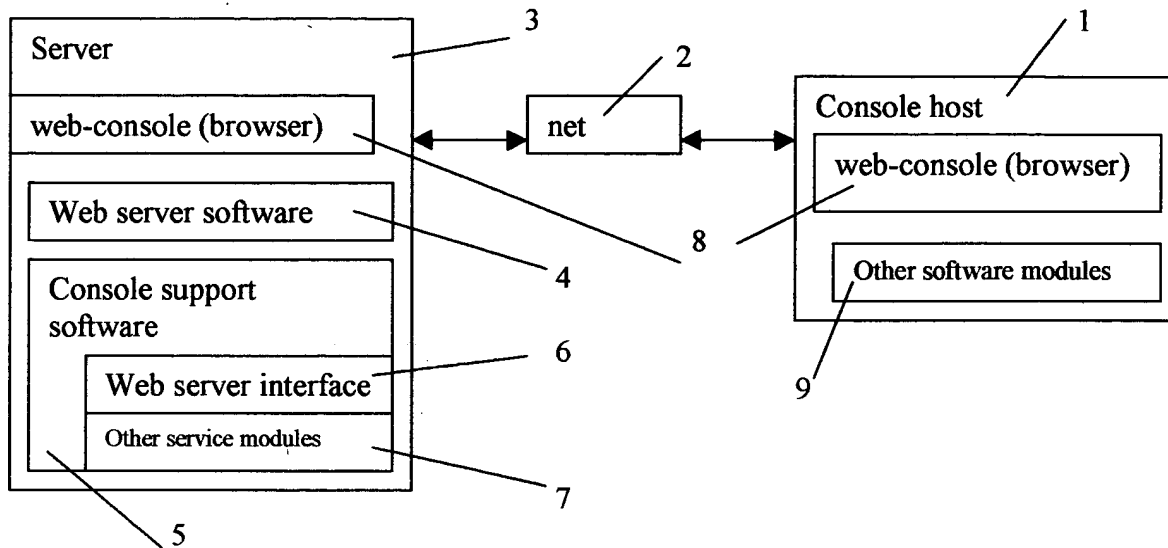 3
Server
1
2
Console host
web-console (browser)
net
web-console (browser)
Web server software
8
4
Other software modules
Console support
software
6
Web server interface
9
Other service modules
7
5